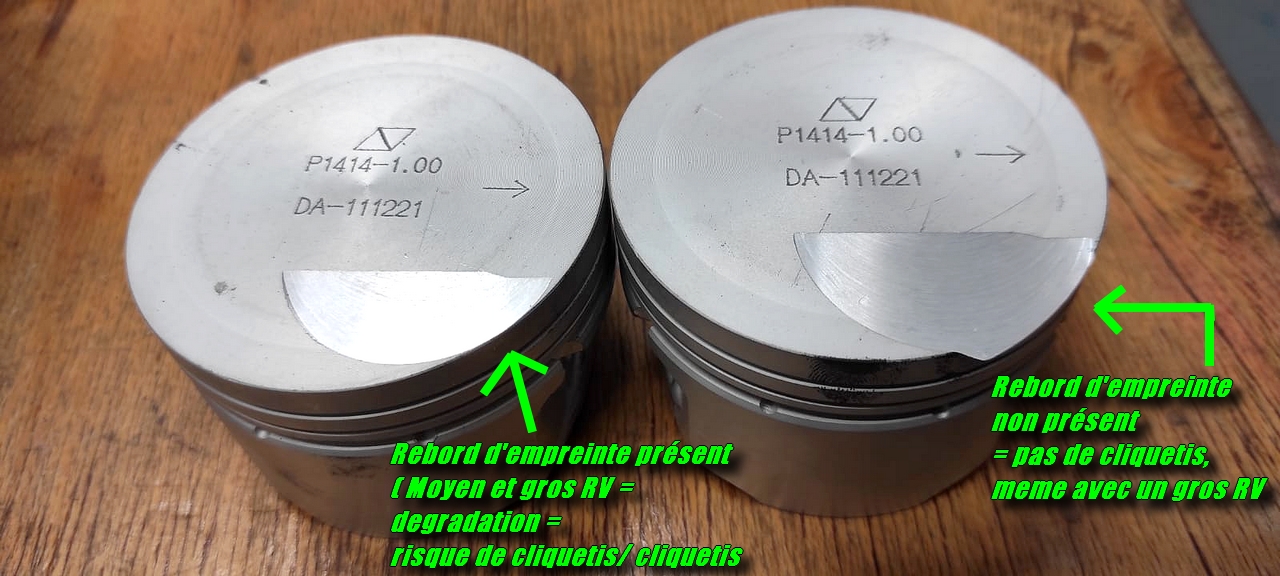 P1414-1.00
DA-111221
P1414-1.00
DA-111221
Rebord d'empreinte présent
( Moyen et gros RV =
degradation =
risque de cliquetis/ cliquetis
Rebord d'empreinte
non présent
= pas de cliquetis,
meme avec un gros RV